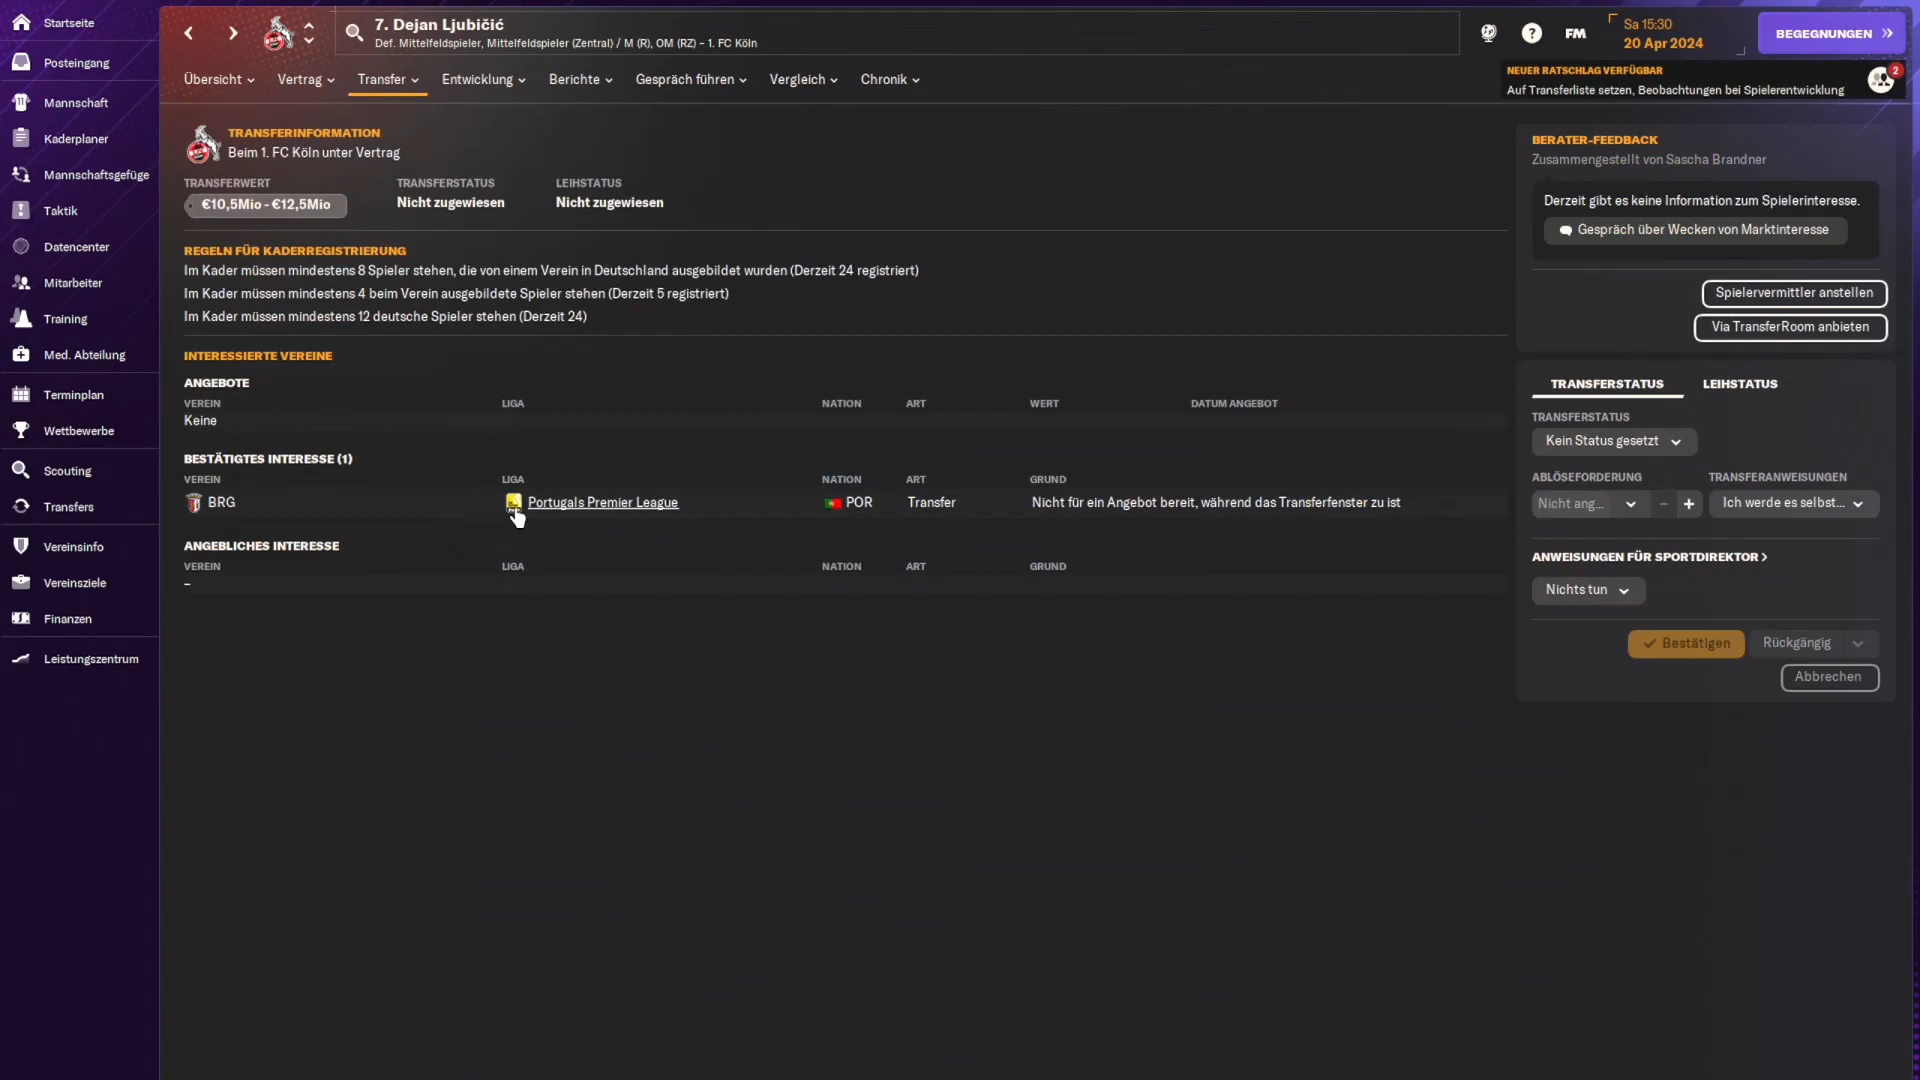 Startseite
Posteingang
Mannschaft
Kaderplaner
Mannschaftsgefüge
Taktik
Datencenter
Mitarbeiter
Training
Med. Abteilung
Terminplan
Wettbewerbe
Scouting
Transfers
Vereinsinfo
Vereinsziele
Finanzen
Leistungszentrum
7. Dejan Ljubičić
Def. Mittelfeldspieler, Mittelfeldspieler (Zentral) / M (R), OM (RZ) - 1. FC Köln
FM
Sa 15:30
20 Apr 2024
BEGEGNUNGEN
Übersicht Vertrag Transfer Entwicklung Berichte Gespräch führen Vergleich Chronik
NEUER RATSCHLAG VERFÜGBAR
Auf Transferliste setzen, Beobachtungen bei Spielerentwicklung
2
TRANSFERINFORMATION
Beim 1. FC Köln unter Vertrag
TRANSFERWERT TRANSFERSTATUS LEIHSTATUS
€10,5Mio - €12,5Mio Nicht zugewiesen Nicht zugewiesen
REGELN FÜR KADERREGISTRIERUNG
Im Kader müssen mindestens 8 Spieler stehen, die von einem Verein in Deutschland ausgebildet wurden (Derzeit 24 registriert)
Im Kader müssen mindestens 4 beim Verein ausgebildete Spieler stehen (Derzeit 5 registriert)
Im Kader müssen mindestens 12 deutsche Spieler stehen (Derzeit 24)
INTERESSIERTE VEREINE
ANGEBOTE
VEREIN LIGA NATION ART WERT DATUM ANGEBOT
Keine
BESTÄTIGTES INTERESSE (1)
VEREIN LIGA NATION ART GRUND
BRG Portugals Premier League POR Transfer Nicht für ein Angebot bereit, während das Transferfenster zu ist
ANGEBLICHES INTERESSE
VEREIN LIGA NATION ART GRUND
–
BERATER-FEEDBACK
Zusammengestellt von Sascha Brandner
Derzeit gibt es keine Information zum Spielerinteresse.
Gespräch über Wecken von Marktinteresse
Spielervermittler anstellen
Via TransferRoom anbieten
TRANSFERSTATUS LEIHSTATUS
TRANSFERSTATUS
Kein Status gesetzt
ABLÖSEFORDERUNG TRANSFERANWEISUNGEN
Nicht ang... − + Ich werde es selbst...
ANWEISUNGEN FÜR SPORTDIREKTOR >
Nichts tun
Bestätigen Rückgängig
Abbrechen